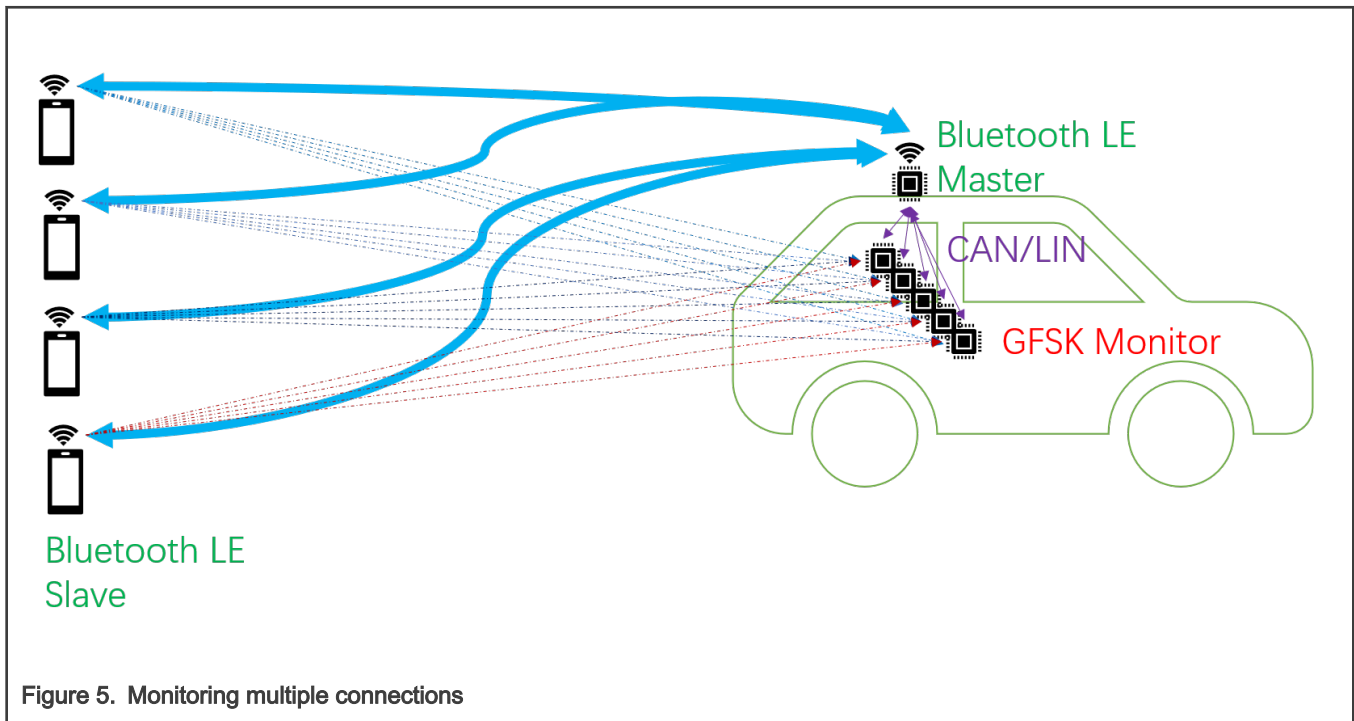 Bluetooth LE
Master
CAN/LIN
GFSK Monitor
Bluetooth LE
Slave
Figure 5. Monitoring multiple connections